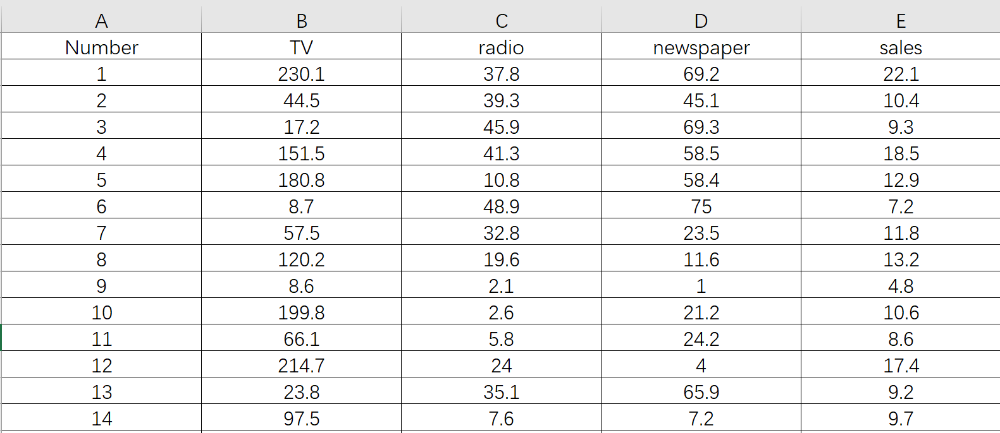 A B C D E
Number TV radio newspaper sales
1 230.1 37.8 69.2 22.1
2 44.5 39.3 45.1 10.4
3 17.2 45.9 69.3 9.3
4 151.5 41.3 58.5 18.5
5 180.8 10.8 58.4 12.9
6 8.7 48.9 75 7.2
7 57.5 32.8 23.5 11.8
8 120.2 19.6 11.6 13.2
9 8.6 2.1 1 4.8
10 199.8 2.6 21.2 10.6
11 66.1 5.8 24.2 8.6
12 214.7 24 4 17.4
13 23.8 35.1 65.9 9.2
14 97.5 7.6 7.2 9.7